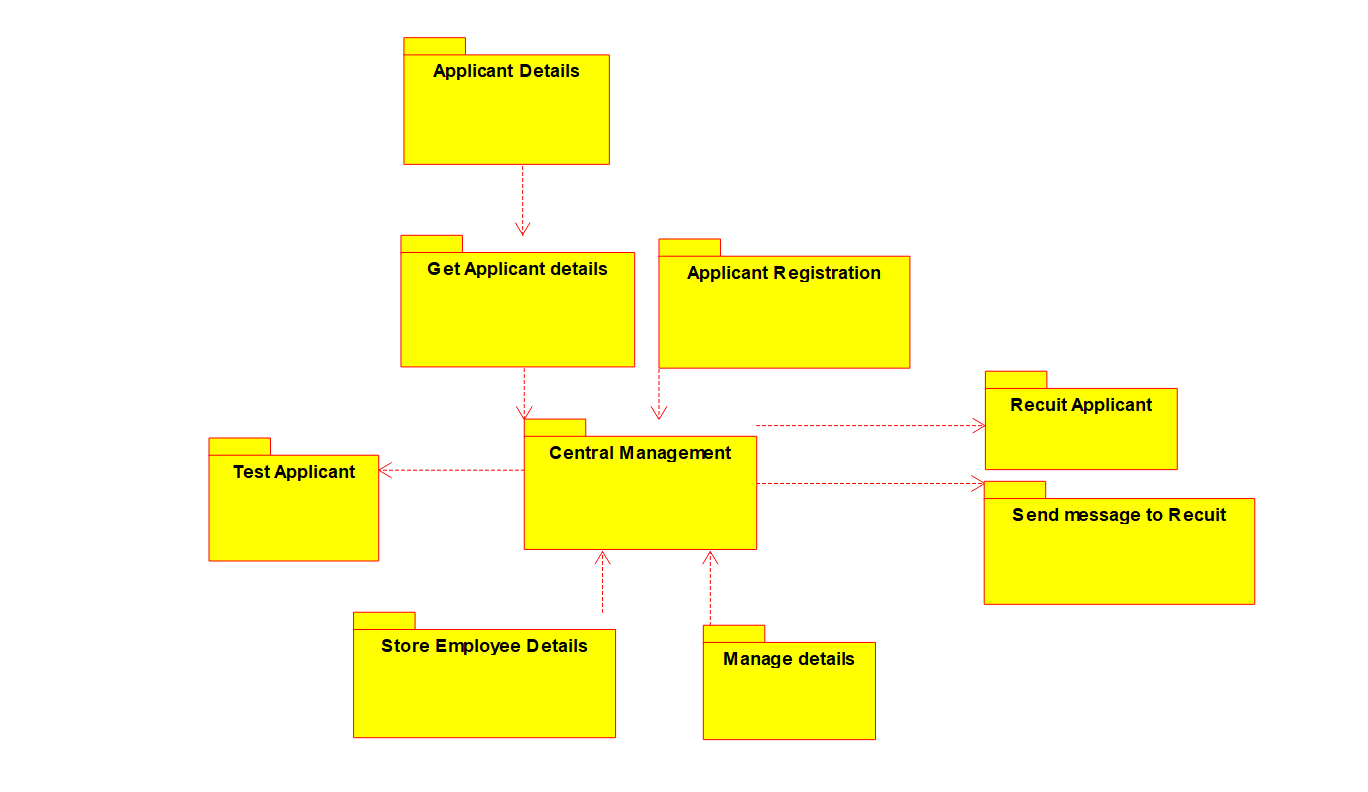 Applicant Details
Get Applicant details
Applicant Registration
Recuit Applicant
Central Management
Test Applicant
Send message to Recuit
Store Employee Details
Manage details